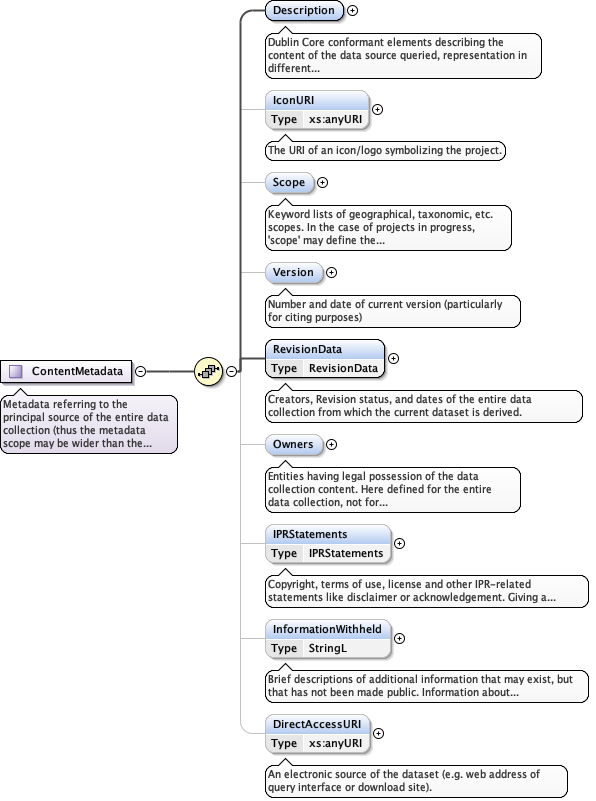 Description
Dublin Core conformant elements describing the
content of the data source queried, representation in
different...
IconURI
Type xs:anyURI
The URI of an icon/logo symbolizing the project.
Scope
Keyword lists of geographical, taxonomic, etc.
scopes. In the case of projects in progress,
'scope' may define the...
Version
Number and date of current version (particularly
for citing purposes)
RevisionData
Type RevisionData
Creators, Revision status, and dates of the entire data
collection from which the current dataset is derived.
ContentMetadata
Metadata referring to the
principal source of the entire data
collection (thus the metadata
scope may be wider than the...
Owners
Entities having legal possession of the data
collection content. Here defined for the entire
data collection, not for...
IPRStatements
Type IPRStatements
Copyright, terms of use, license and other IPR-related
statements like disclaimer or acknowledgement. Giving a...
InformationWithheld
Type StringL
Brief descriptions of additional information that may exist, but
that has not been made public. Information about...
DirectAccessURI
Type xs:anyURI
An electronic source of the dataset (e.g. web address of
query interface or download site).